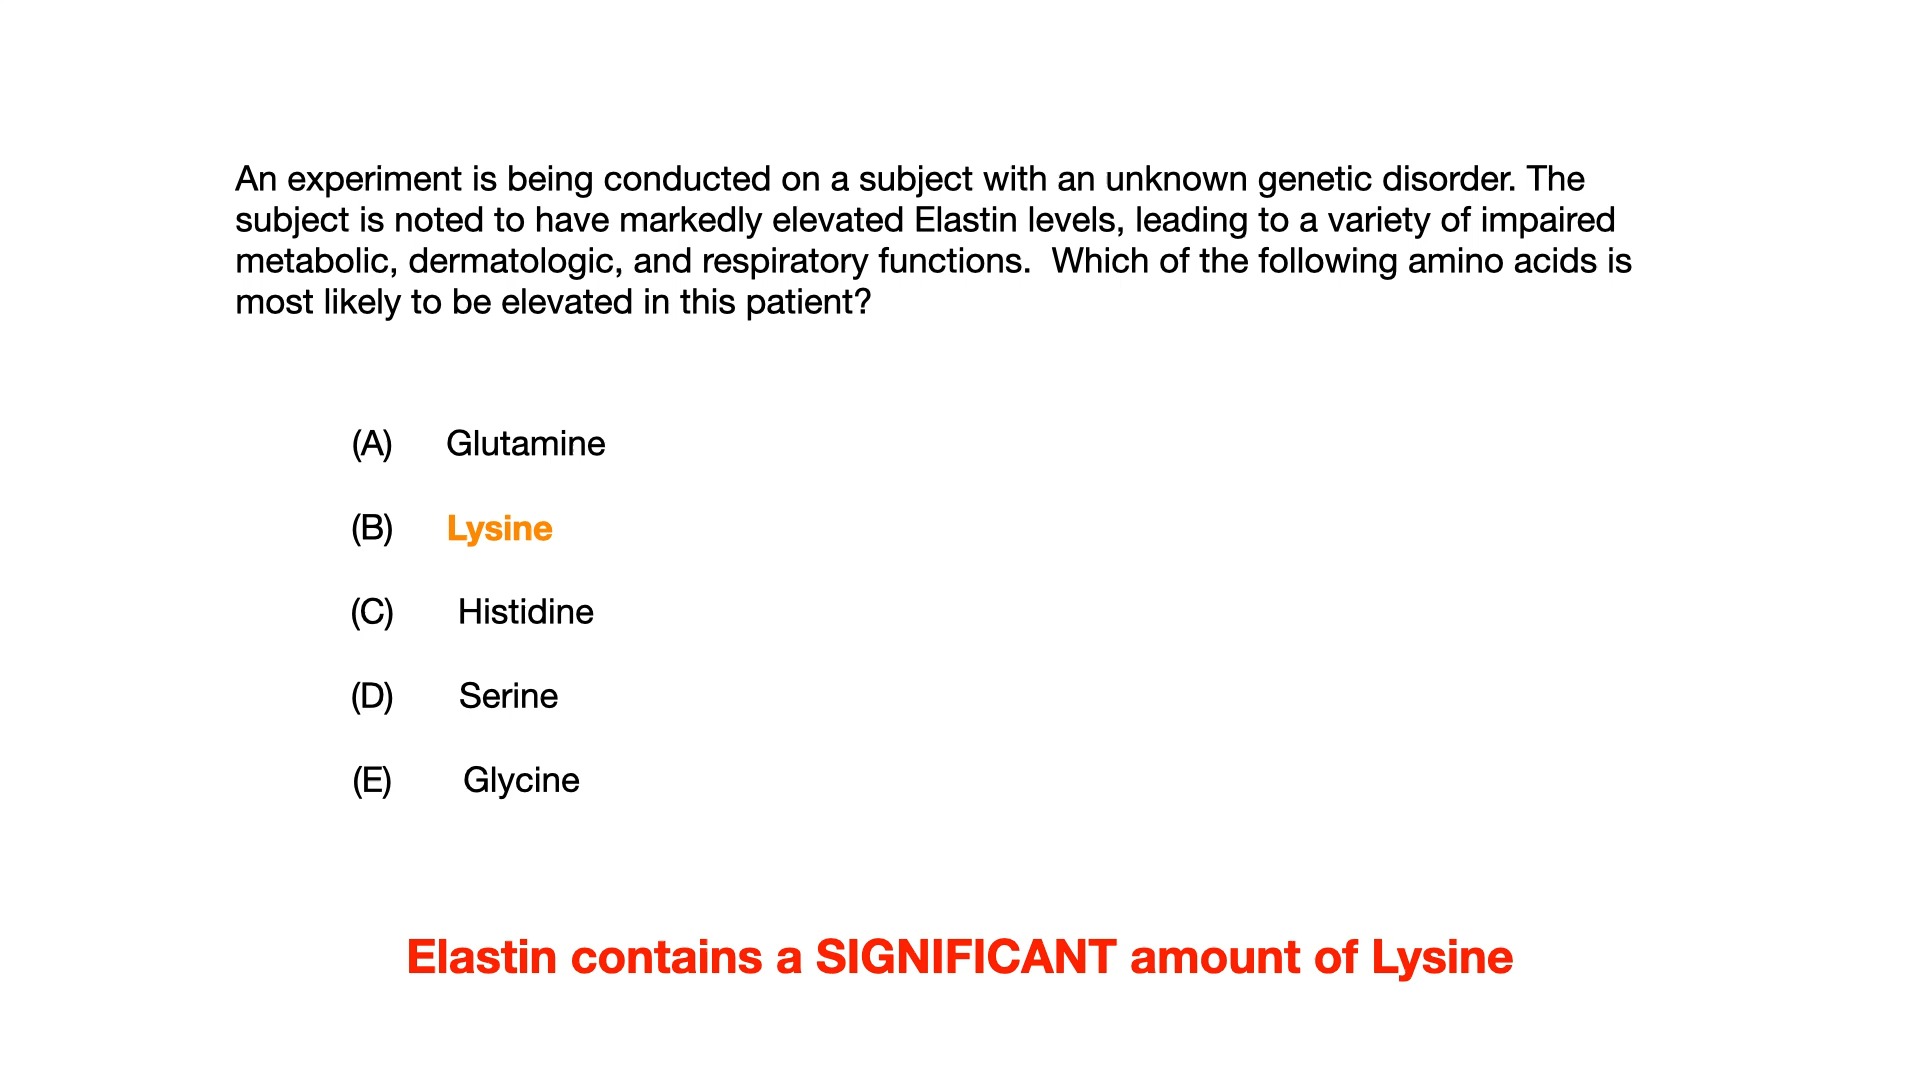 An experiment is being conducted on a subject with an unknown genetic disorder. The
subject is noted to have markedly elevated Elastin levels, leading to a variety of impaired
metabolic, dermatologic, and respiratory functions.  Which of the following amino acids is
most likely to be elevated in this patient?
(A) Glutamine
(B) Lysine
(C) Histidine
(D) Serine
(E) Glycine
Elastin contains a SIGNIFICANT amount of Lysine